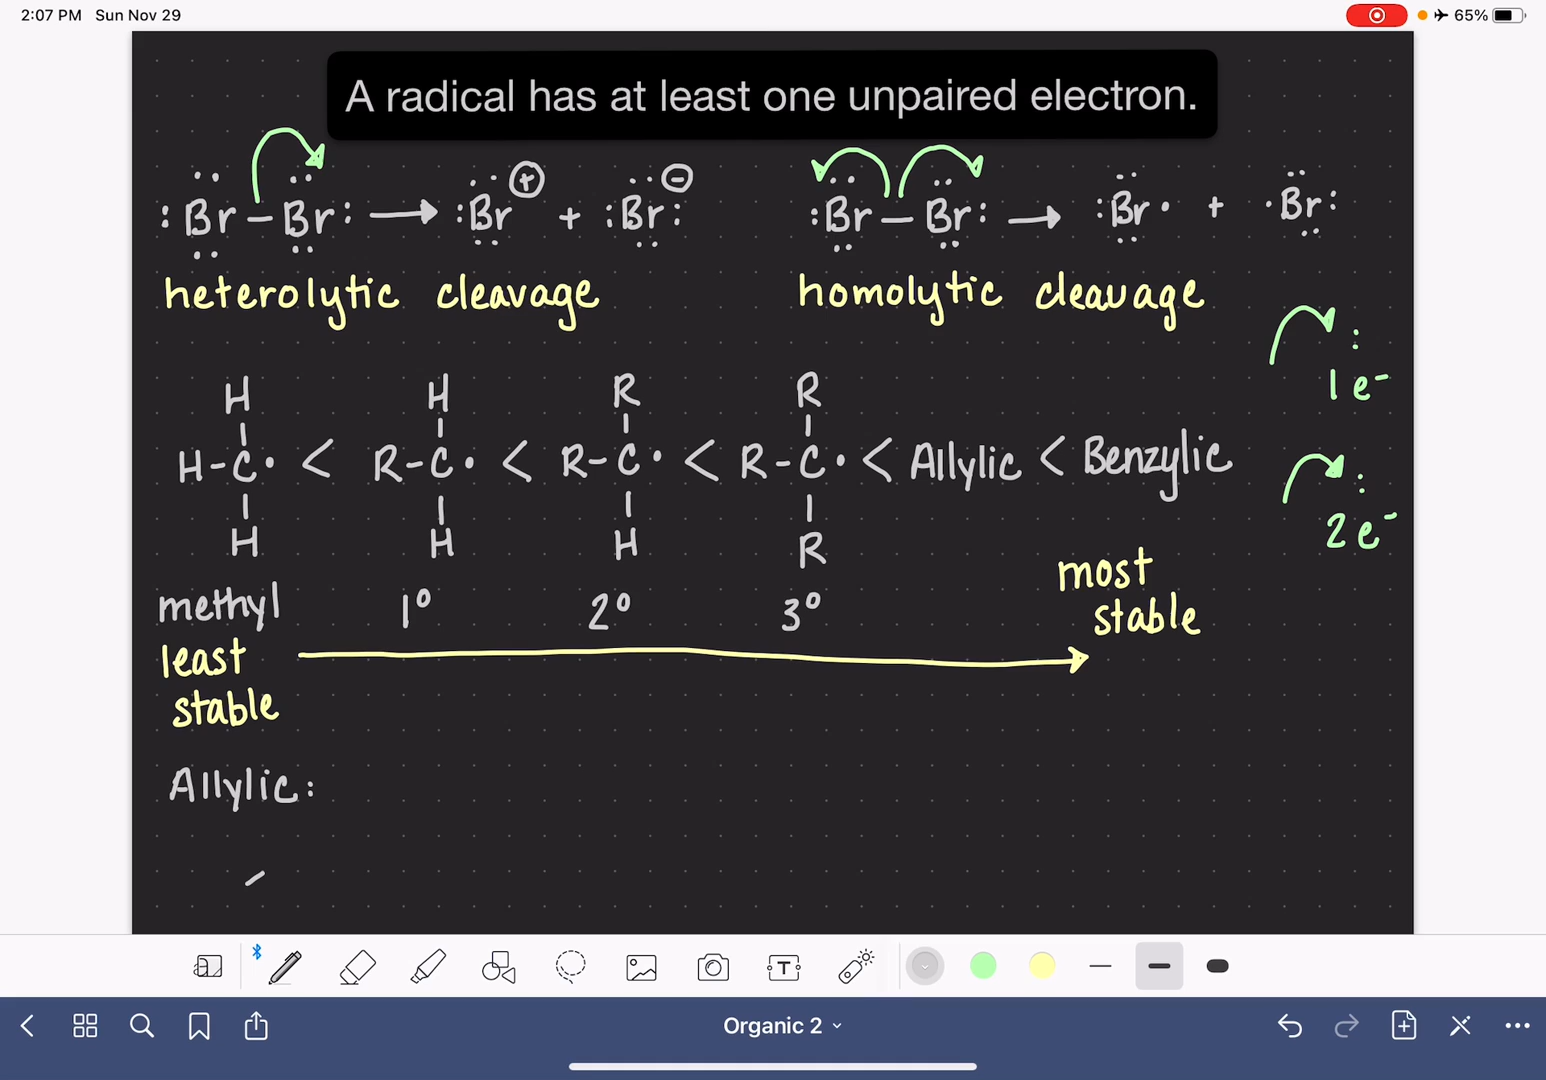 2:07 PM Sun Nov 29
65%
A radical has at least one unpaired electron.
:Br–Br: → :Br ⊕ + :Br: ⊖
:Br–Br: → :Br· + ·Br:
heterolytic cleavage
homolytic cleavage
1 e⁻
H H R R
H-C· < R-C· < R-C· < R-C· < Allylic < Benzylic
H H H R
2 e⁻
methyl 1° 2° 3°
most
stable
least
stable
Allylic:
T
Organic 2